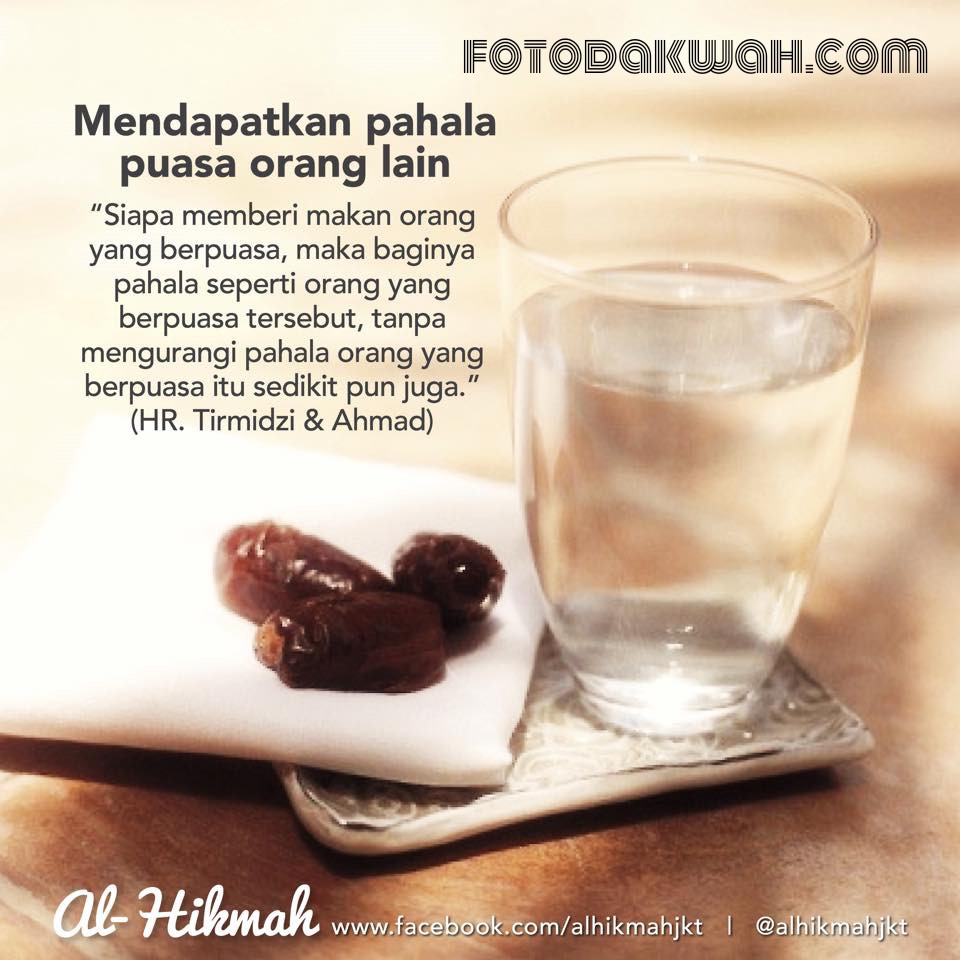 FOTODAKWAH.COM
Mendapatkan pahala
puasa orang lain
“Siapa memberi makan orang
yang berpuasa, maka baginya
pahala seperti orang yang
berpuasa tersebut, tanpa
mengurangi pahala orang yang
berpuasa itu sedikit pun juga.”
(HR. Tirmidzi & Ahmad)
Al-Hikmah www.facebook.com/alhikmahjkt | @alhikmahjkt